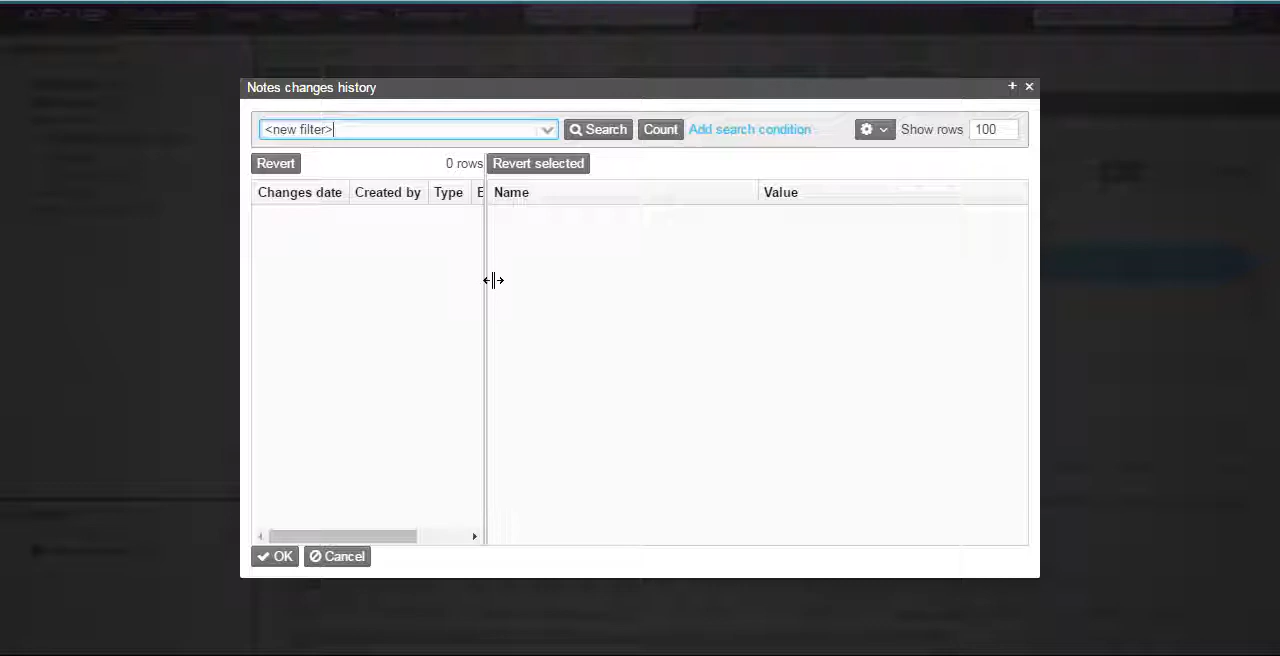 Notes changes history
<new filter>
Search Count Add search condition Show rows 100
Revert 0 rows Revert selected
Changes date Created by Type E Name Value
OK Cancel